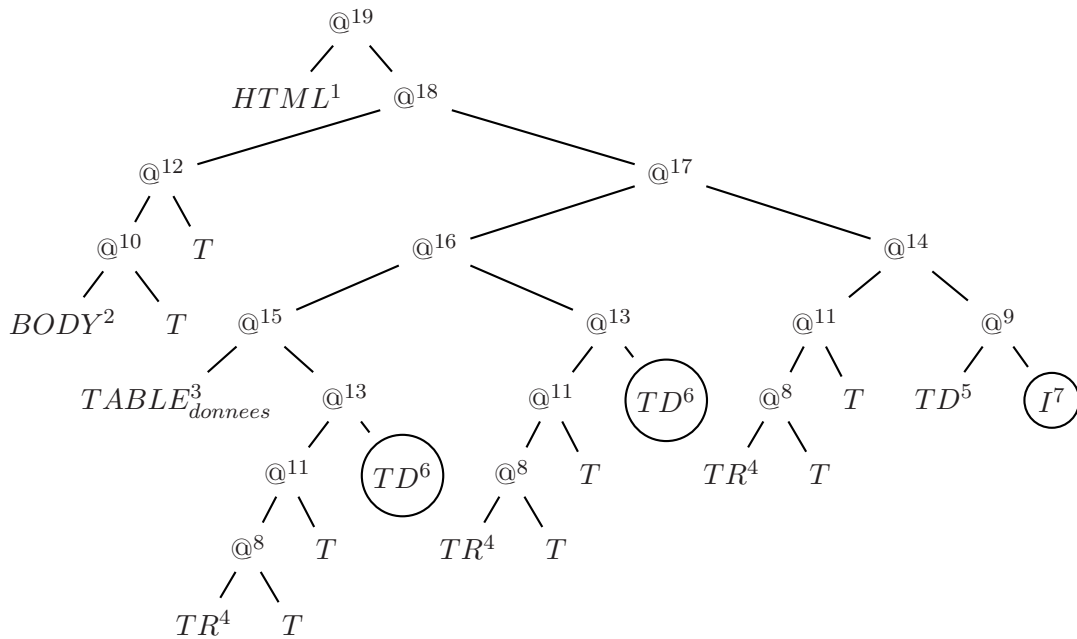 @¹⁹
HTML¹ @¹⁸
@¹² @¹⁷
@¹⁰ T @¹⁶ @¹⁴
BODY² T @¹⁵ @¹³ @¹¹ @⁹
TABLE³donnees @¹³ @¹¹ TD⁶ @⁸ T TD⁵ I⁷
@¹¹ TD⁶ @⁸ T TR⁴ T
@⁸ T TR⁴ T
TR⁴ T